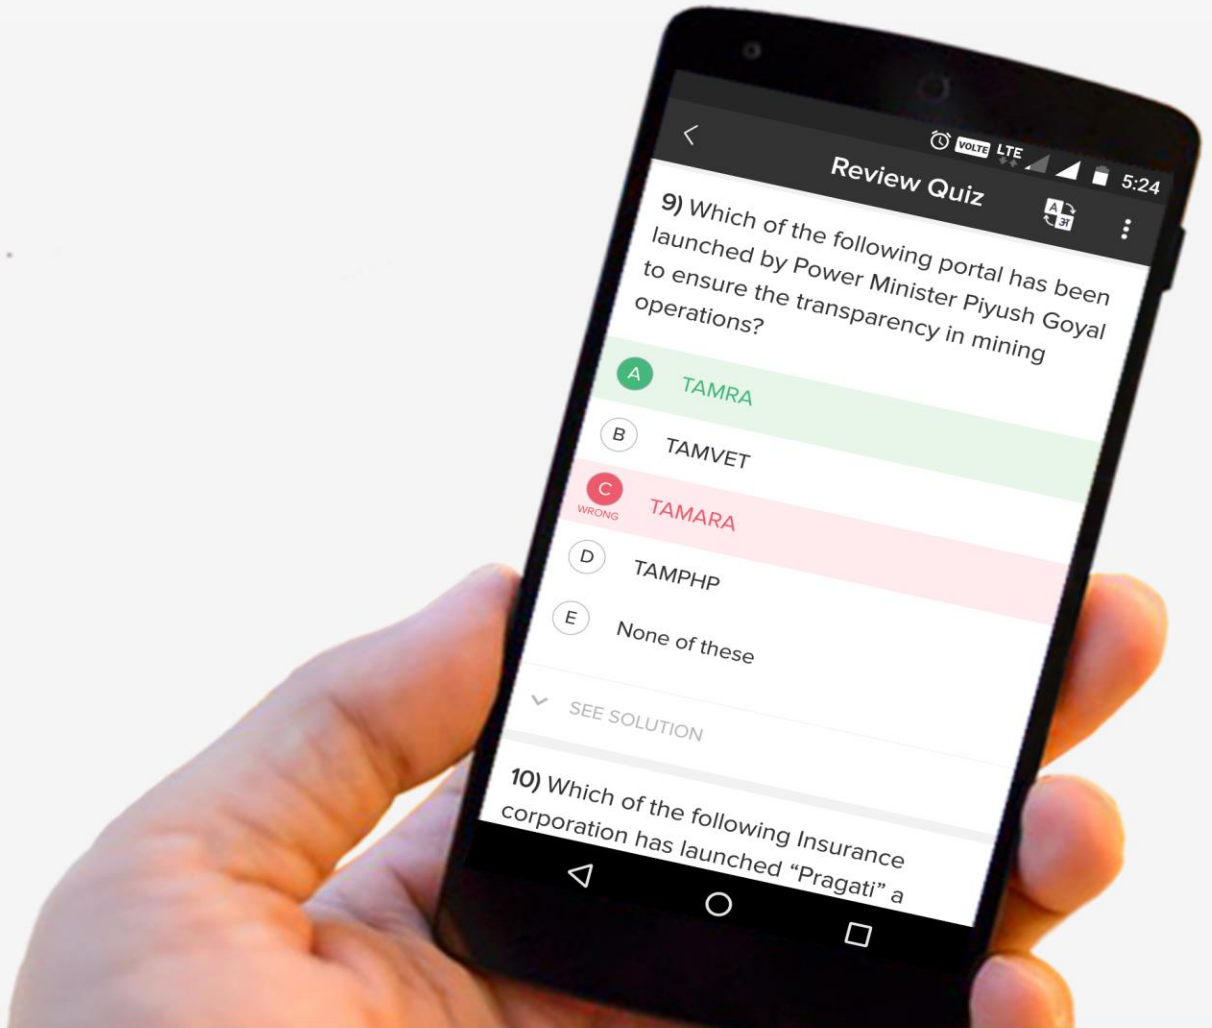 VOLTE LTE 5:24
Review Quiz A अ
9) Which of the following portal has been
launched by Power Minister Piyush Goyal
to ensure the transparency in mining
operations?
A TAMRA
B TAMVET
C TAMARA
WRONG
D TAMPHP
E None of these
SEE SOLUTION
10) Which of the following Insurance
corporation has launched “Pragati” a